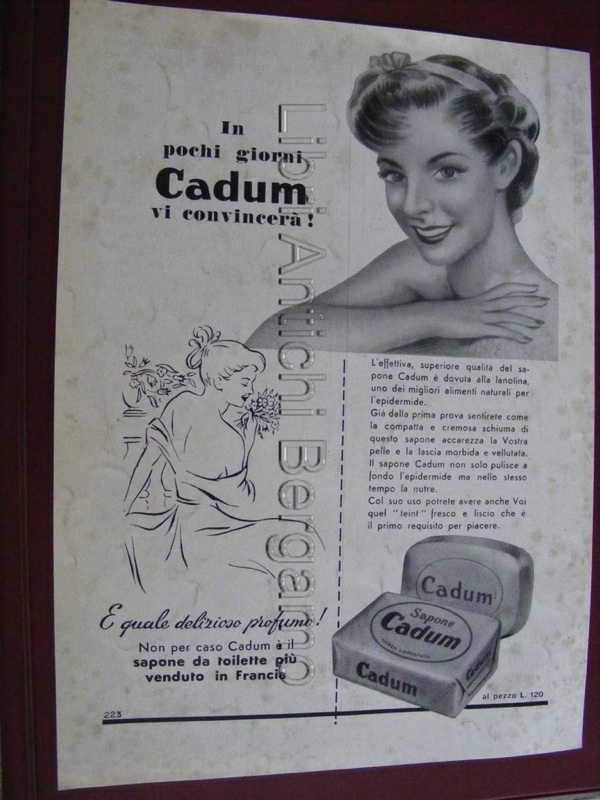 In
pochi giorni
Cadum
vi convincerà!
L'effettiva, superiore qualità del sa-
pone Cadum è dovuta alla lanolina,
uno dei migliori alimenti naturali per
l'epidermide.
Già dalla prima prova sentirete come
la compatta e cremosa schiuma di
questo sapone accarezza la Vostra
pelle e la lascia morbida e vellutata.
Il sapone Cadum non solo pulisce a
fondo l'epidermide ma nello stesso
tempo la nutre.
Col suo uso potrete avere anche Voi
quel "teint" fresco e liscio che è
il primo requisito per piacere.
E quale delizioso profumo!
Non per caso Cadum è il
sapone da toilette più
venduto in Francia
Cadum
Sapone
Cadum
Cadum
al pezzo L. 120
223
Libri Antichi Bergamo